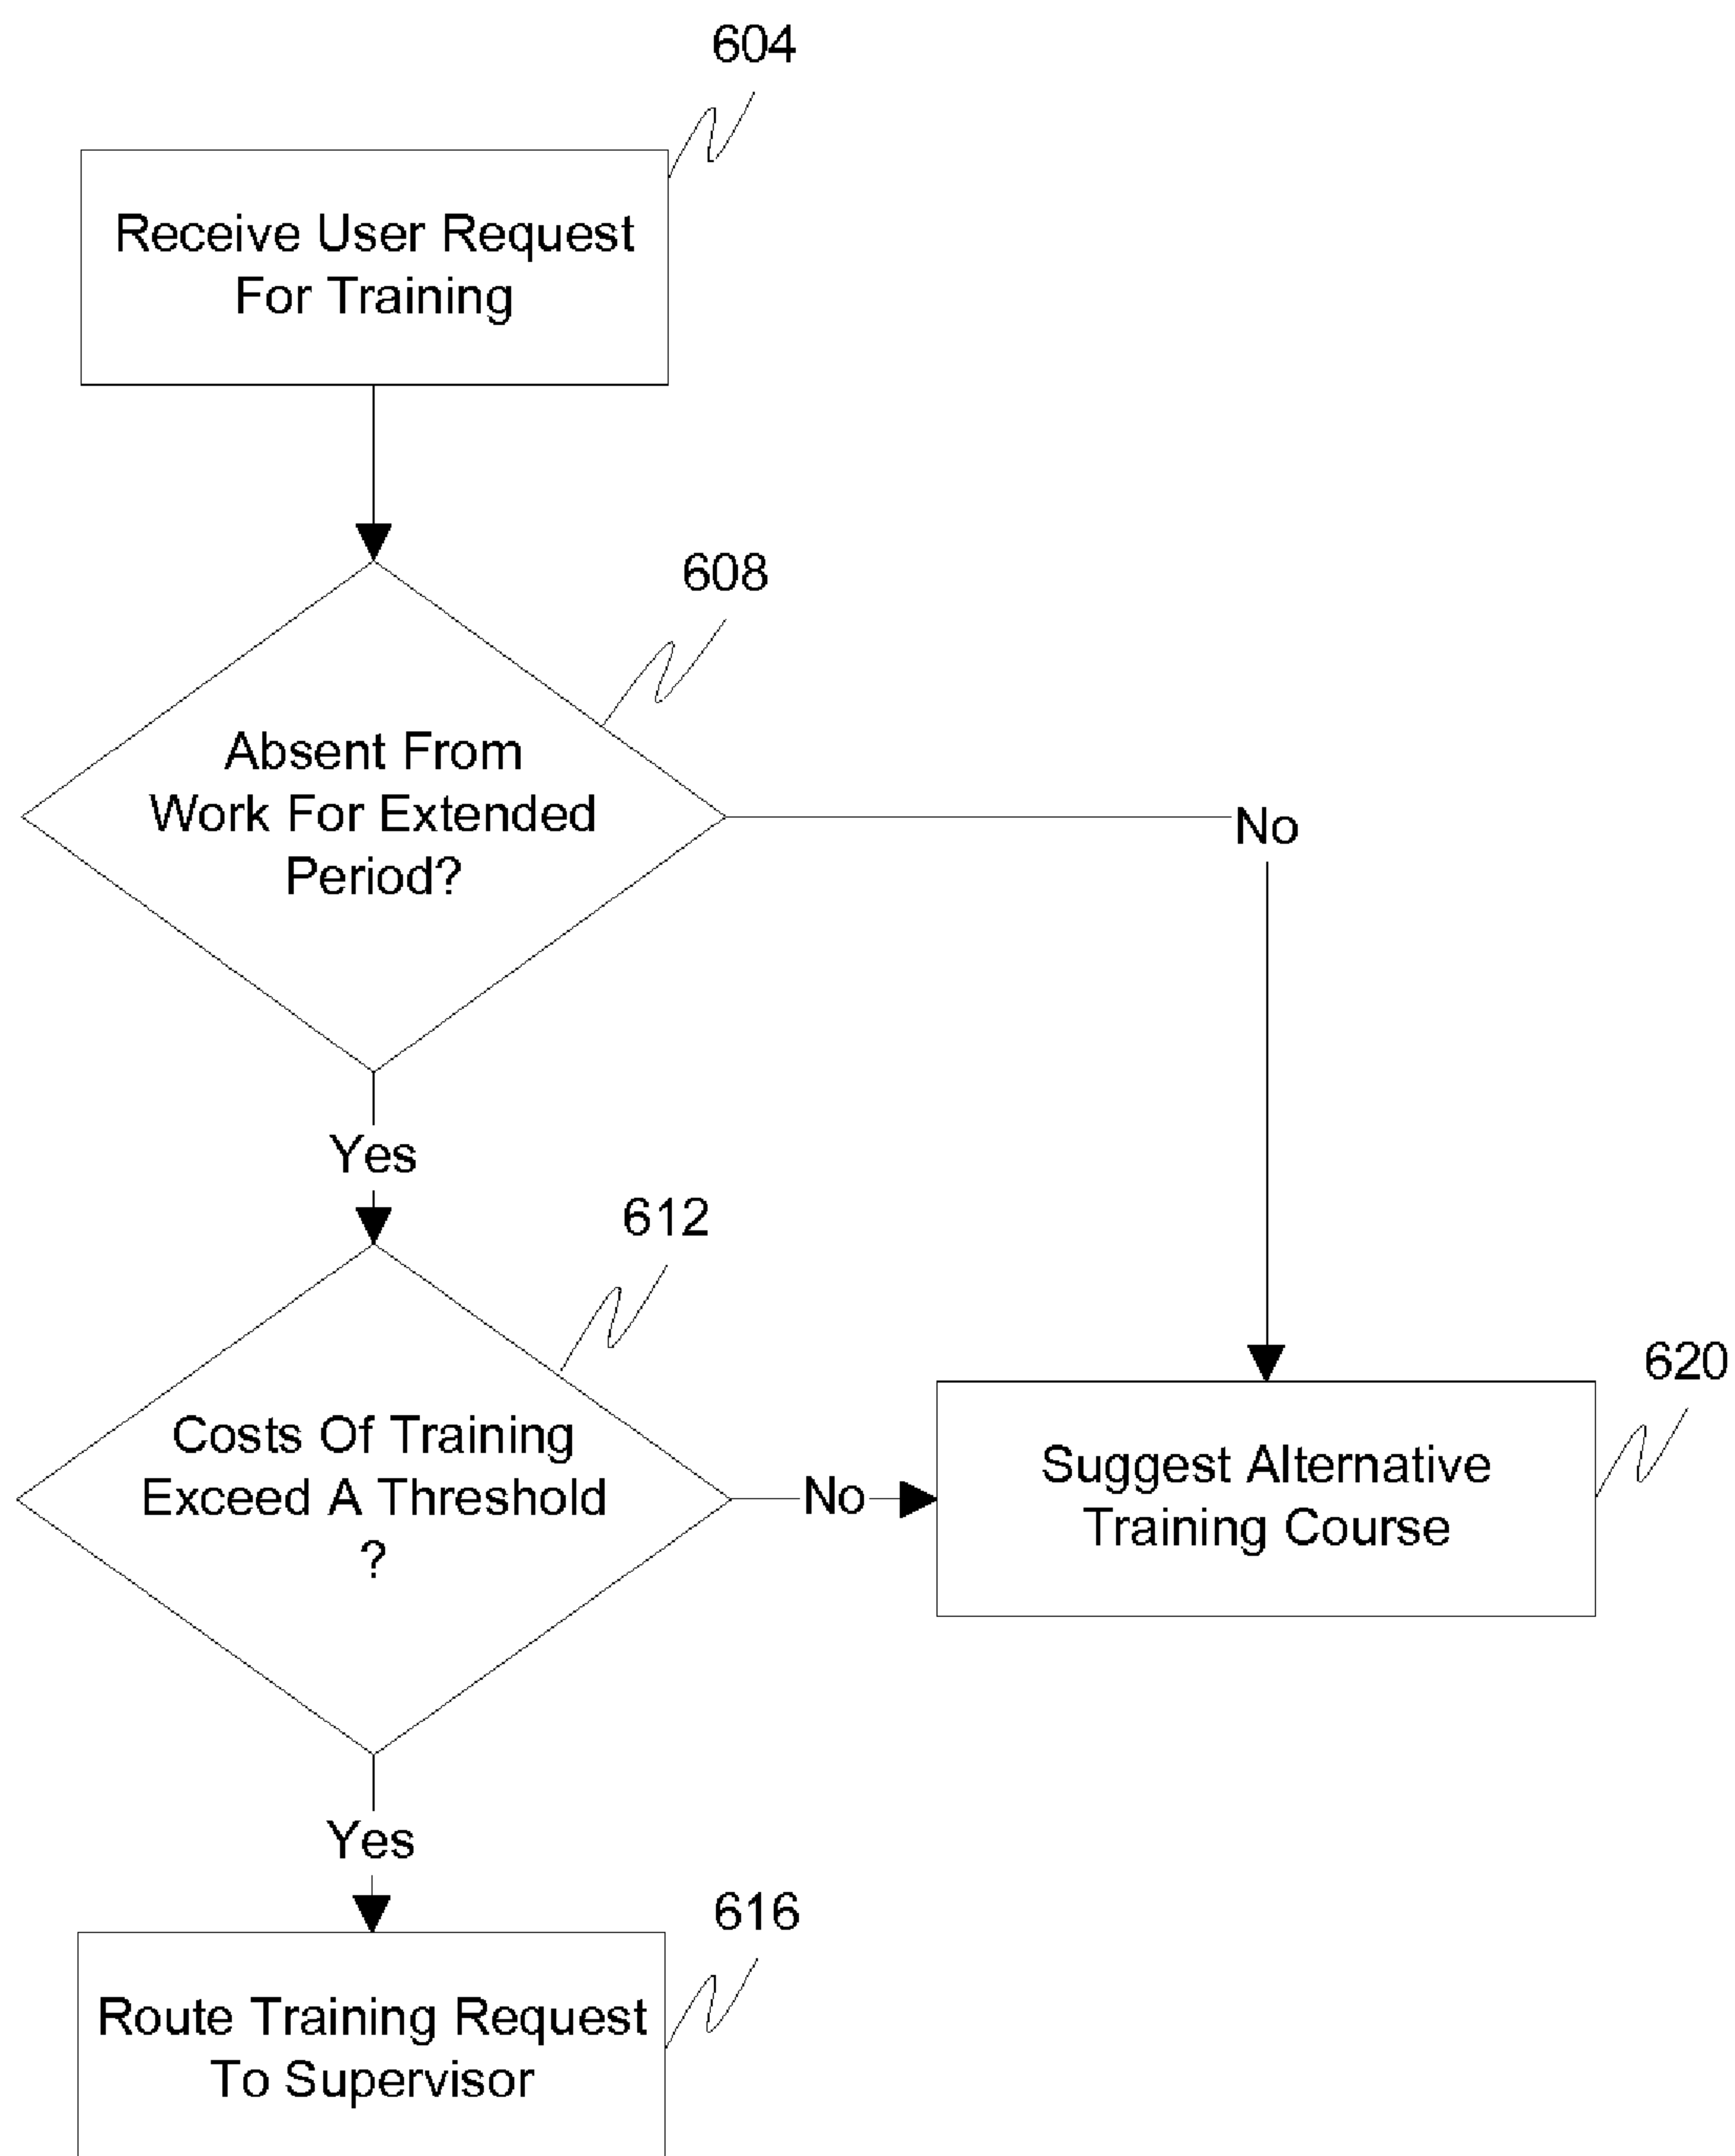 604
Receive User Request
For Training
608
Absent From
Work For Extended
Period?
No
Yes
612
Costs Of Training
Exceed A Threshold
?
No
620
Suggest Alternative
Training Course
Yes
616
Route Training Request
To Supervisor